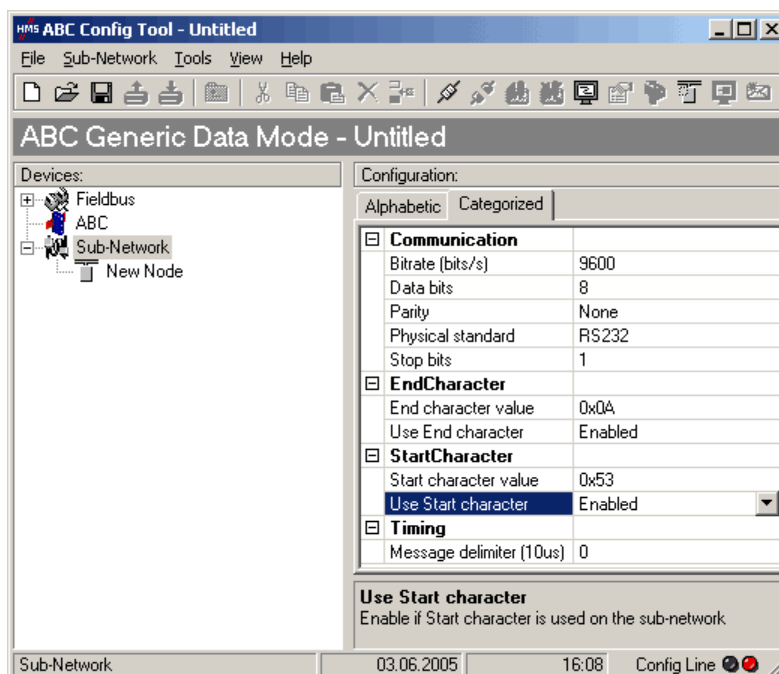 HMS ABC Config Tool - Untitled
File Sub-Network Tools View Help
ABC Generic Data Mode - Untitled
Devices:
Fieldbus
ABC
Sub-Network
New Node
Configuration:
Alphabetic Categorized
Communication
Bitrate (bits/s) 9600
Data bits 8
Parity None
Physical standard RS232
Stop bits 1
EndCharacter
End character value 0x0A
Use End character Enabled
StartCharacter
Start character value 0x53
Use Start character Enabled
Timing
Message delimiter (10us) 0
Use Start character
Enable if Start character is used on the sub-network
Sub-Network 03.06.2005 16:08 Config Line